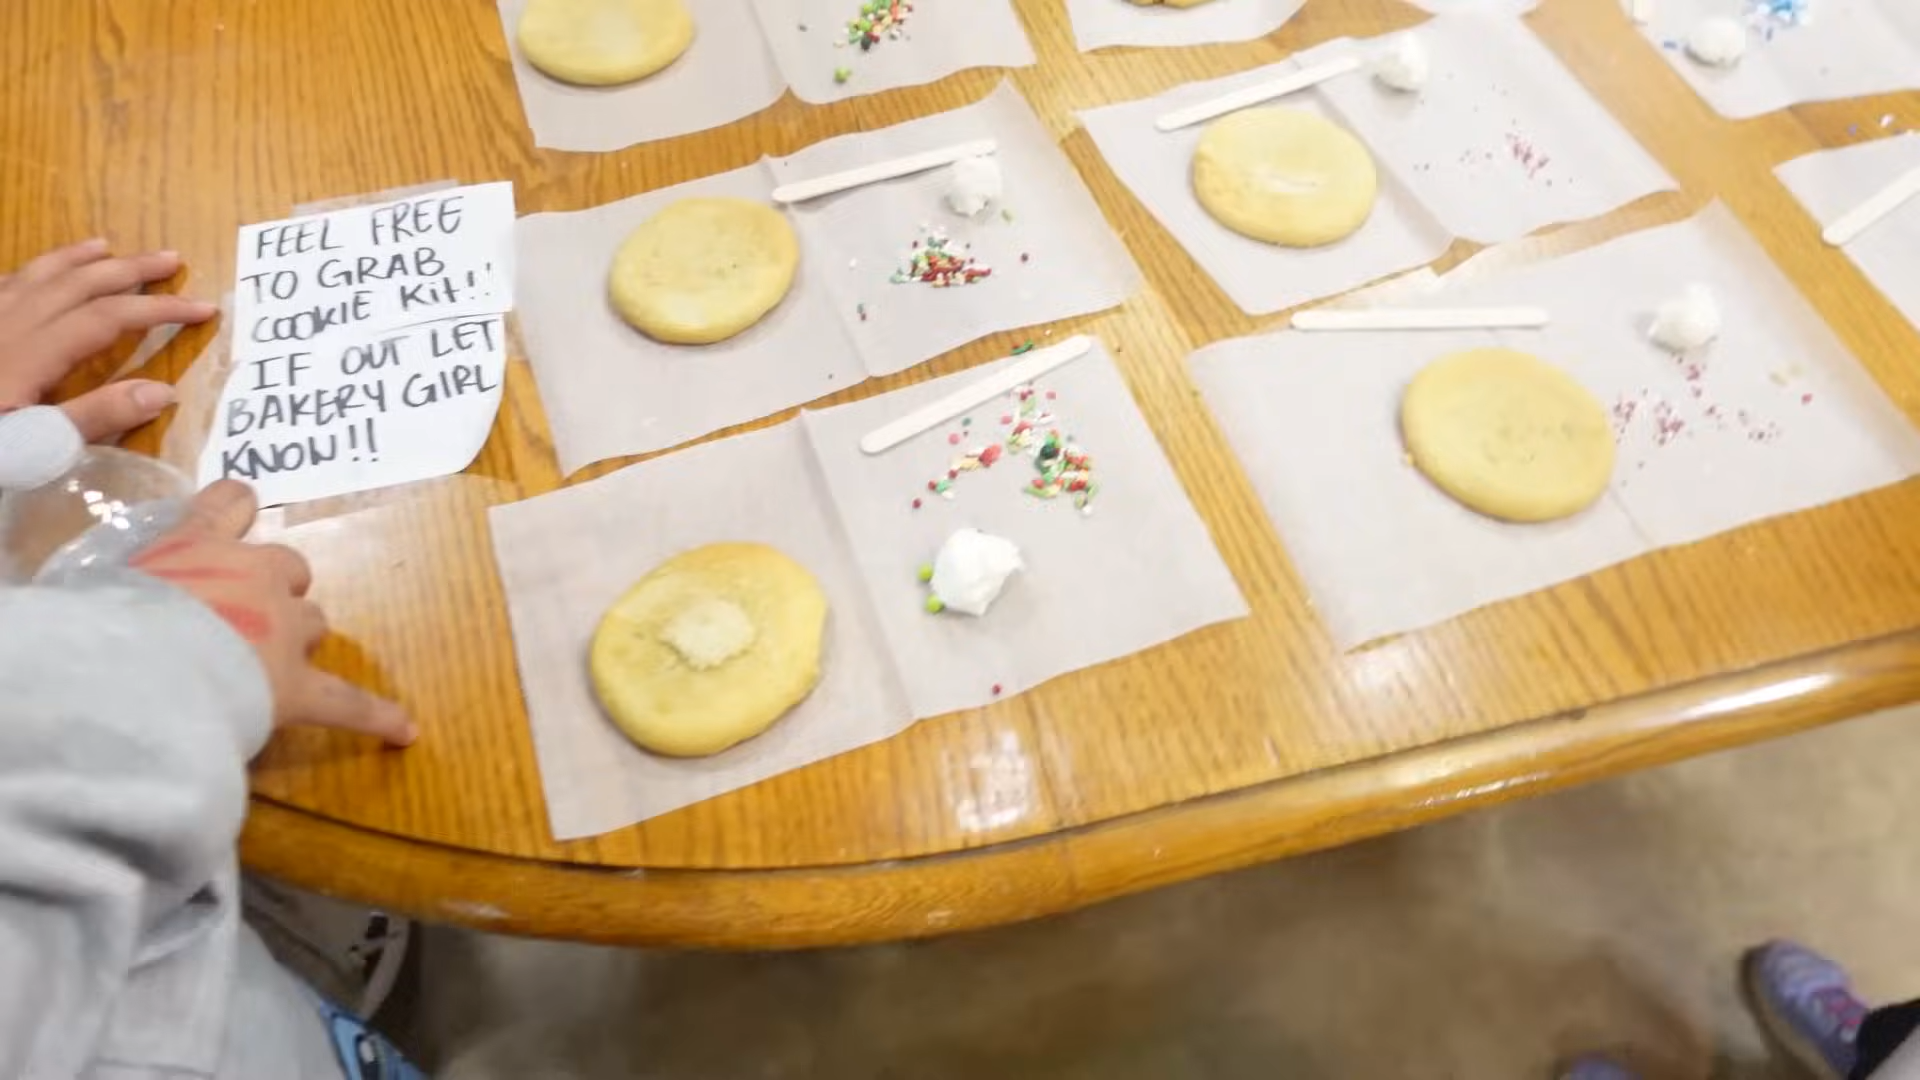 FEEL FREE
TO GRAB
COOKIE Kit!!
IF OUT LET
BAKERY GIRL
KNOW!!